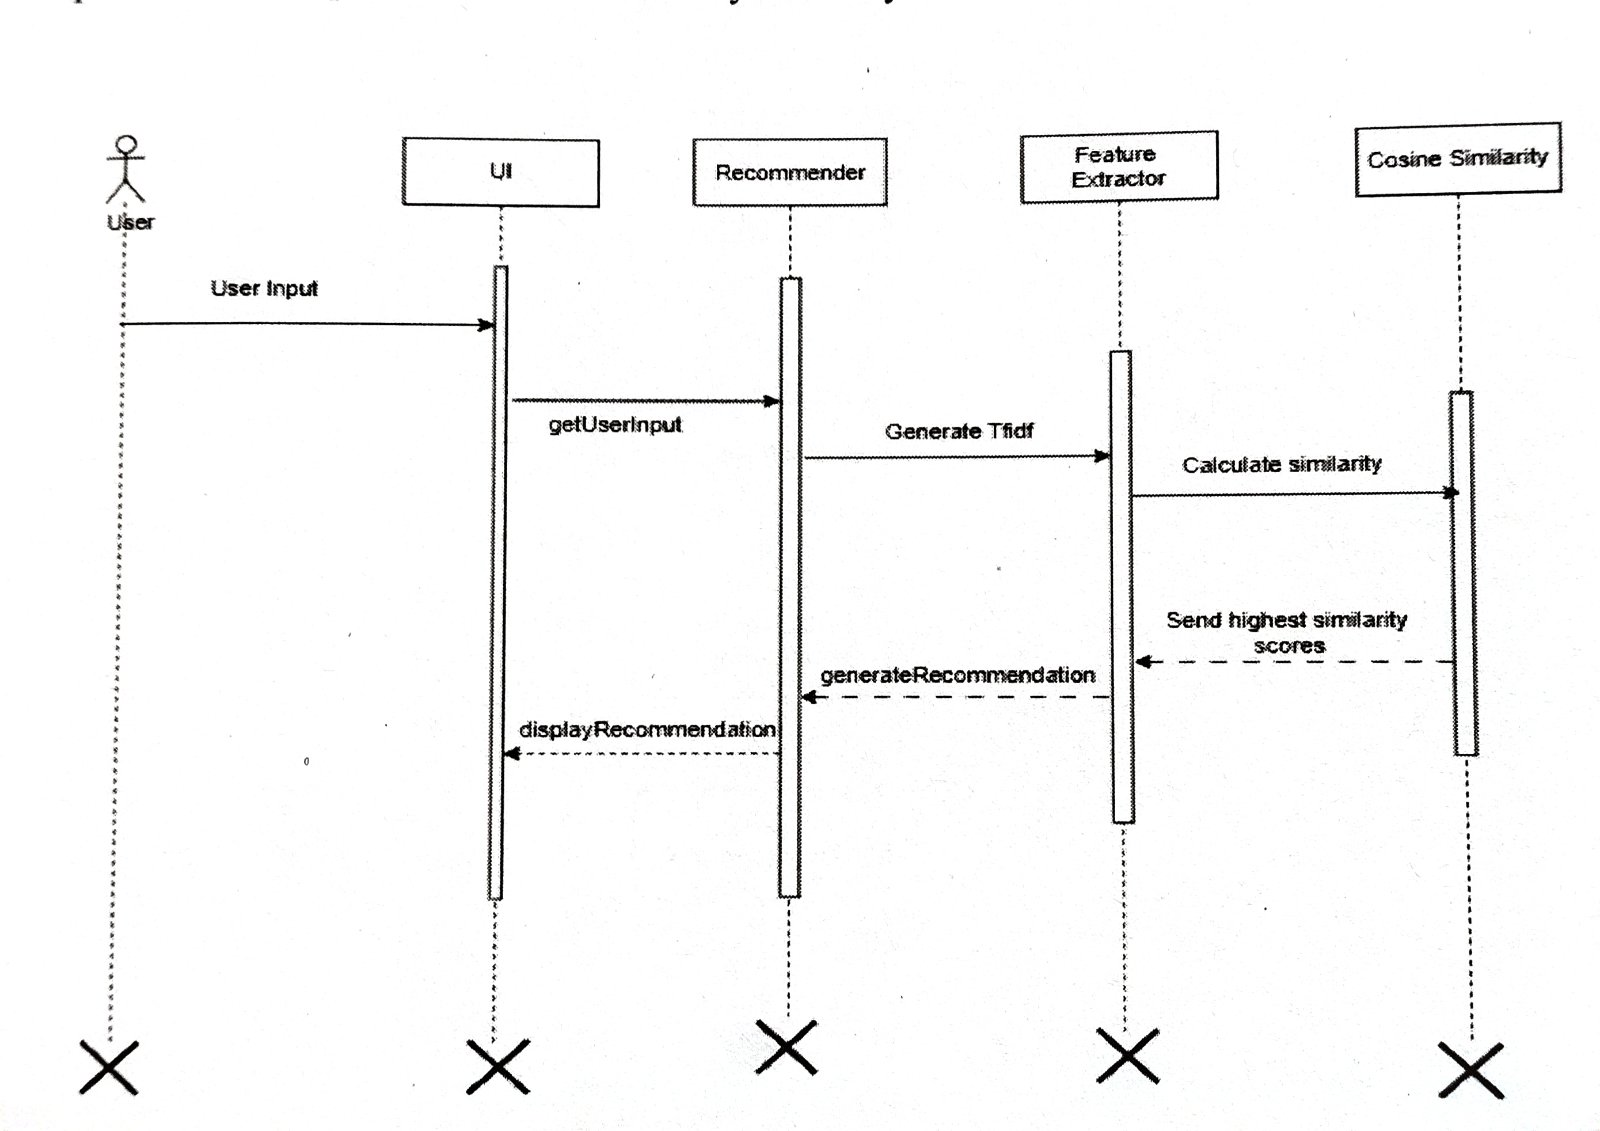 User
UI
Recommender
Feature
Extractor
Cosine Similarity
User Input
getUserInput
Generate Tfidf
Calculate similarity
Send highest similarity
scores
generateRecommendation
displayRecommendation